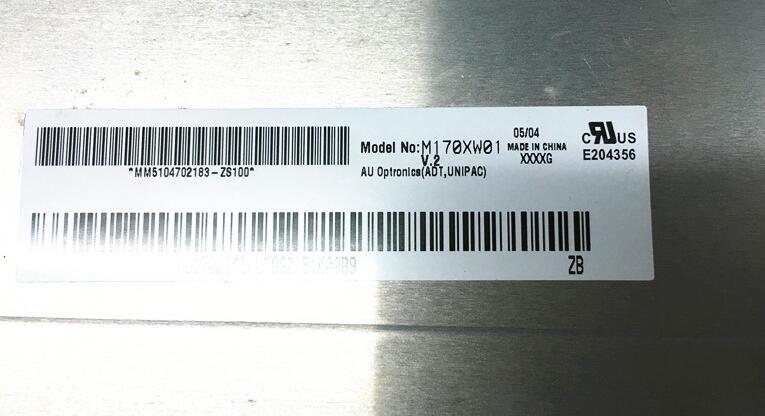 *MM5104702183-ZS100*
Model No:M170XW01
V.2
AU Optronics(ADT,UNIPAC)
05/04
MADE IN CHINA
XXXXG
C RU US
E204356
ZB